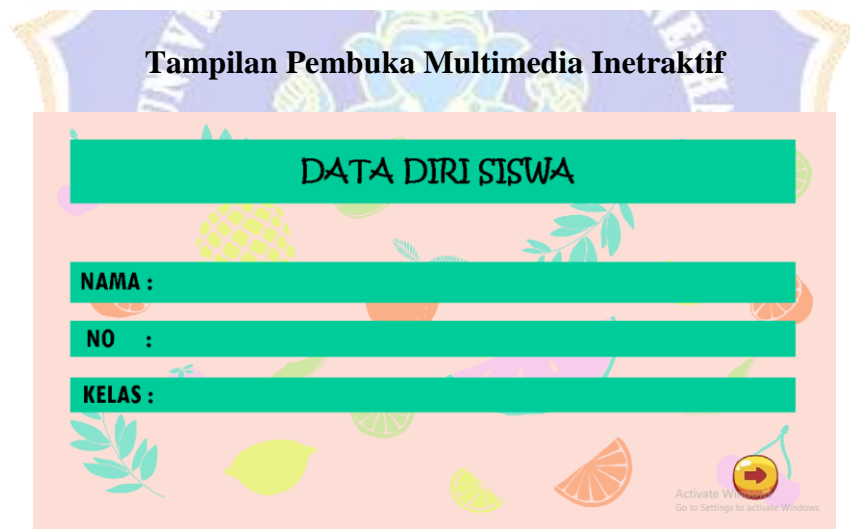 Tampilan Pembuka Multimedia Inetraktif
DATA DIRI SISWA
NAMA :
NO :
KELAS :
Activate Windows
Go to Settings to activate Windows.